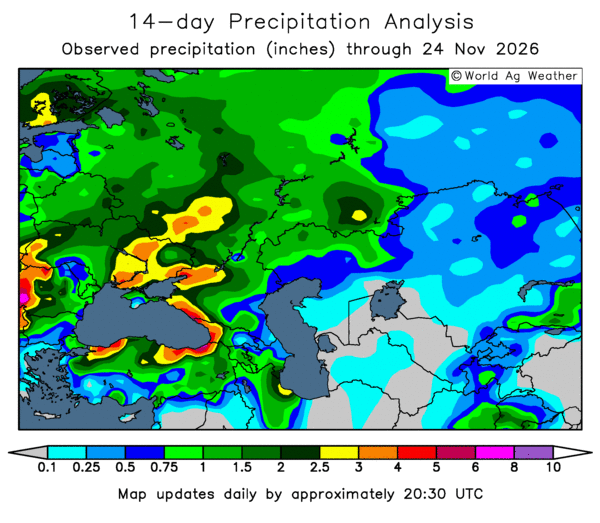 14-day Precipitation Analysis
Observed precipitation (inches) through 24 Nov 2026
©World Ag Weather
0.1 0.25 0.5 0.75 1 1.5 2 2.5 3 4 5 6 8 10
Map updates daily by approximately 20:30 UTC